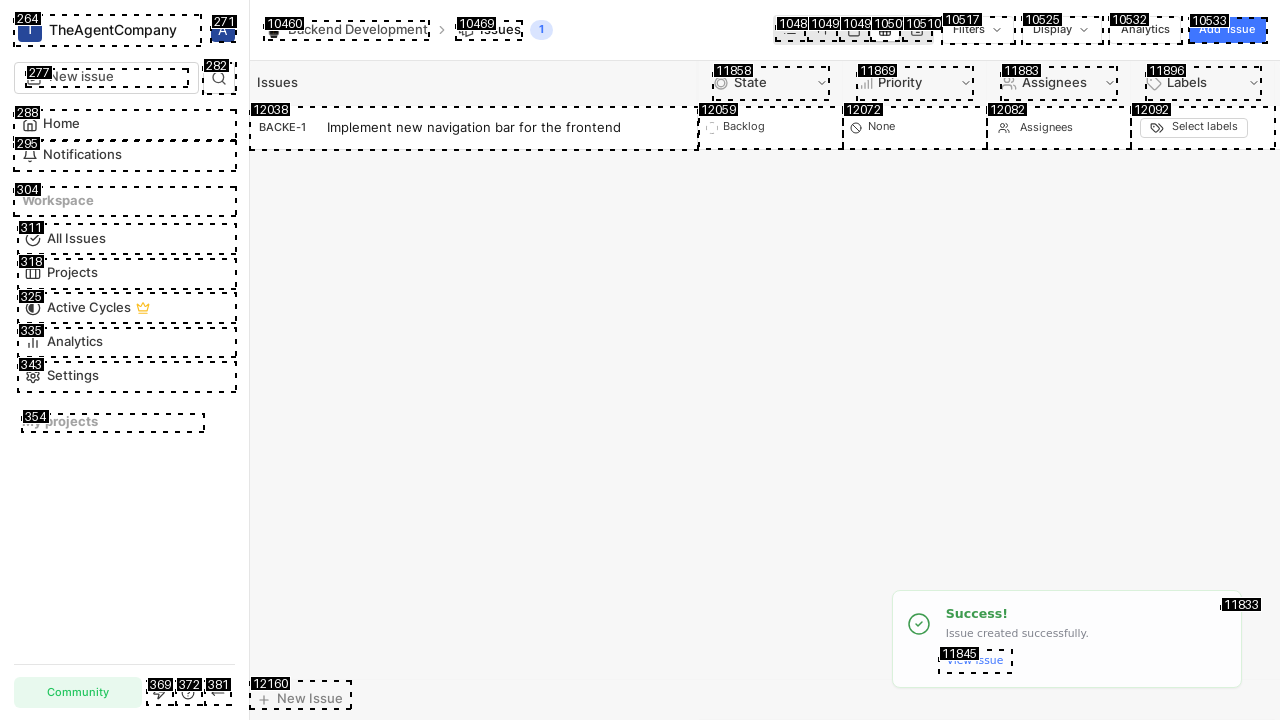 264
TheAgentCompany
271
277
New issue
282
288
Home
295
Notifications
304
Workspace
311
All Issues
318
Projects
325
Active Cycles
335
Analytics
343
Settings
354
My projects
Community
369
372
381
10460
Backend Development
10469
Issues
1
1048
1049
1049
1050
10510
10517
Filters
10525
Display
10532
Analytics
10533
Add Issue
Issues
11858
State
11869
Priority
11883
Assignees
11896
Labels
12038
BACKE-1
Implement new navigation bar for the frontend
12059
Backlog
12072
None
12082
Assignees
12092
Select labels
11833
Success!
Issue created successfully.
11845
View issue
12160
New Issue